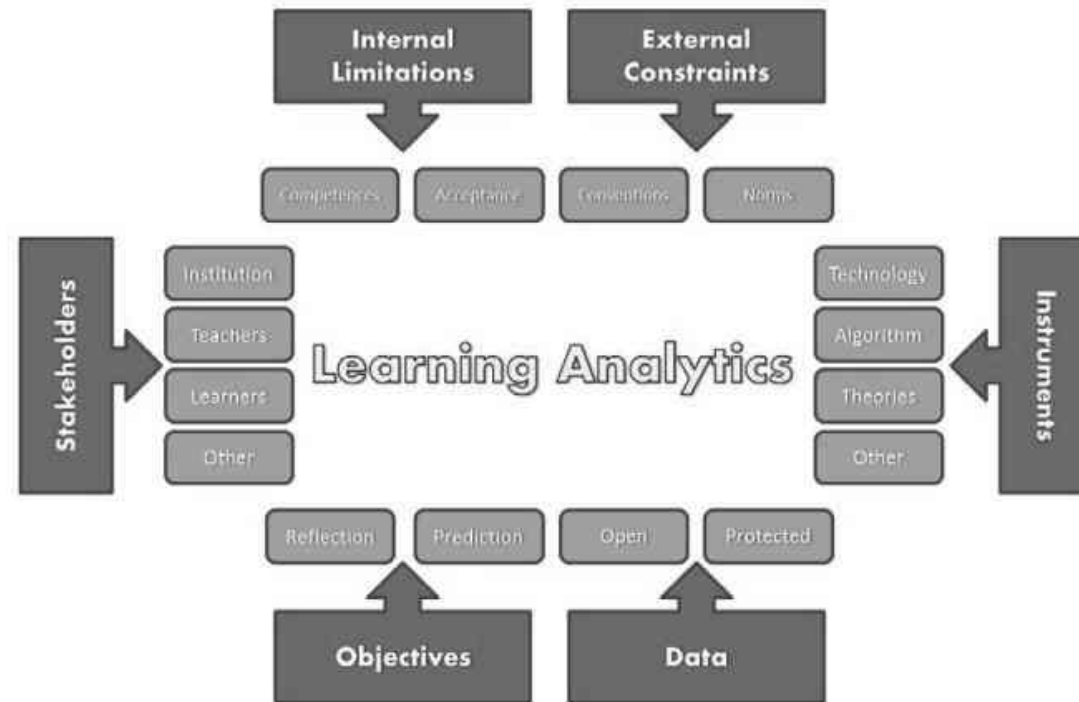 Internal
Limitations
External
Constraints
Competences
Acceptance
Conventions
Norms
Stakeholders
Institution
Teachers
Learners
Other
Learning Analytics
Technology
Algorithm
Theories
Other
Instruments
Reflection
Prediction
Open
Protected
Objectives
Data